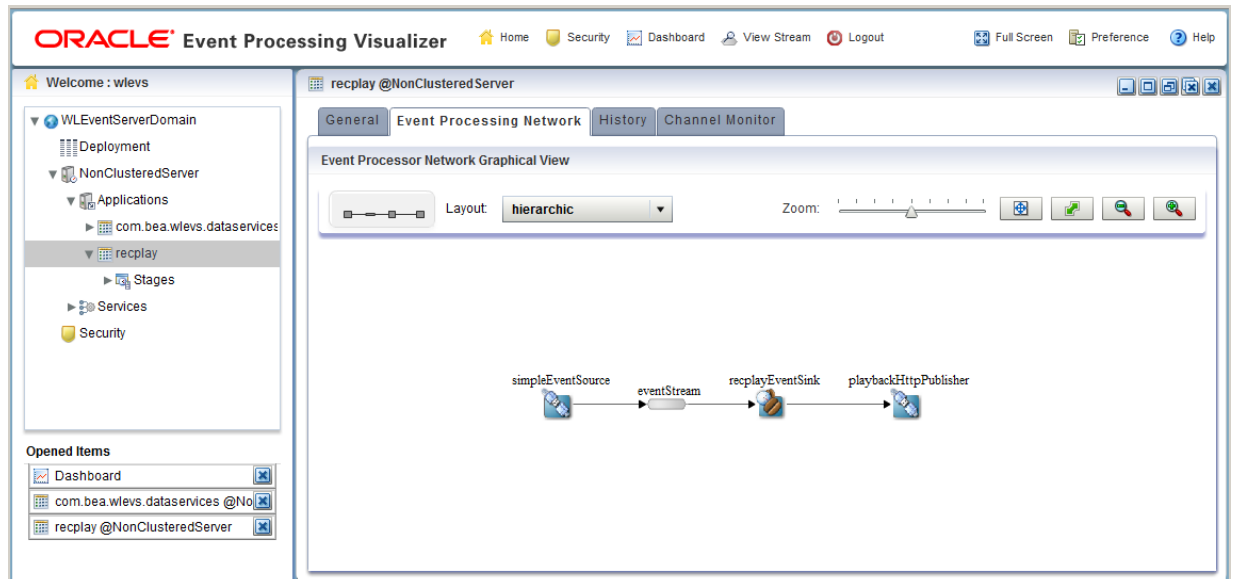 ORACLE Event Processing Visualizer
Home
Security
Dashboard
View Stream
Logout
Full Screen
Preference
Help
Welcome : wlevs
WLEventServerDomain
Deployment
NonClusteredServer
Applications
com.bea.wlevs.dataservices
recplay
Stages
Services
Security
Opened Items
Dashboard
com.bea.wlevs.dataservices @No
recplay @NonClusteredServer
recplay @NonClusteredServer
General
Event Processing Network
History
Channel Monitor
Event Processor Network Graphical View
Layout:
hierarchic
Zoom:
simpleEventSource
eventStream
recplayEventSink
playbackHttpPublisher